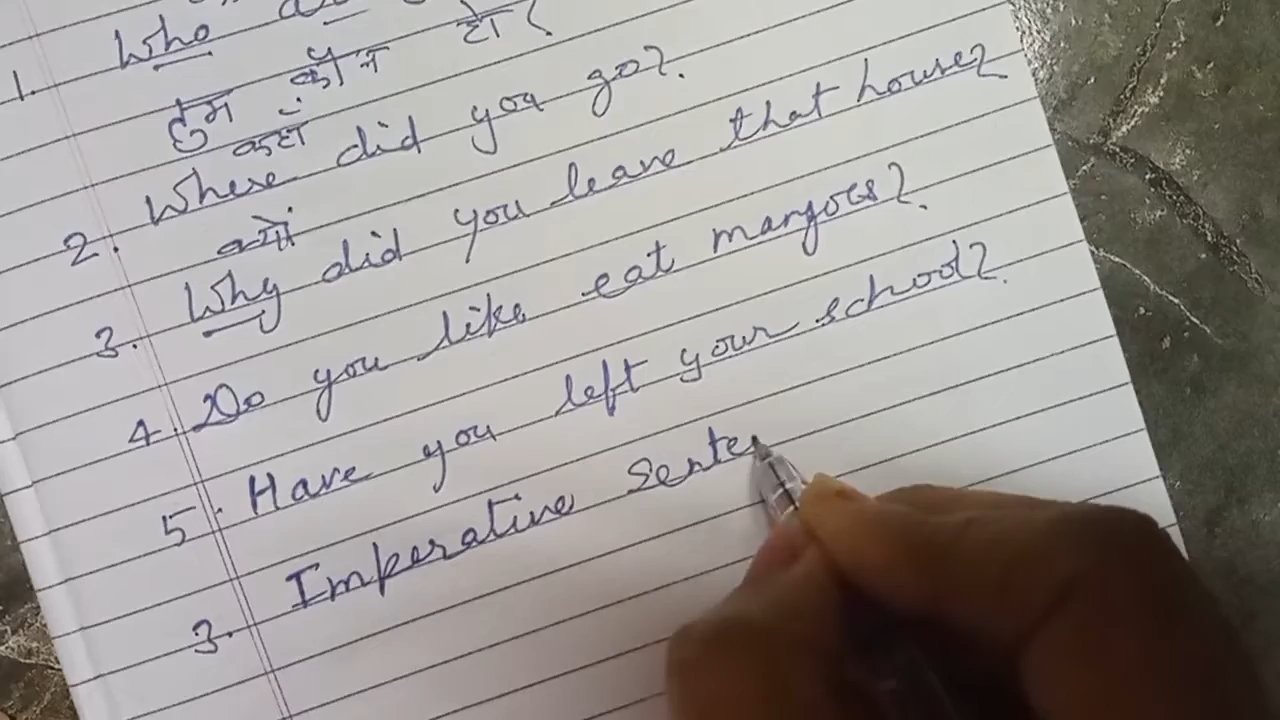 1. Who
तुम कौन हो?
कहाँ
2. Where did you go?
क्यों
3. Why did you leave that house?
4. Do you like eat mangoes?
5. Have you left your school?
3. Imperative Sente